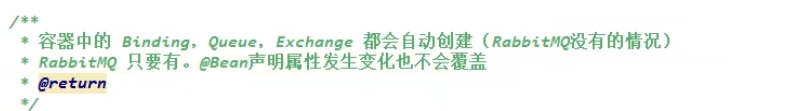 /**
* 容器中的 Binding, Queue, Exchange 都会自动创建（RabbitMQ没有的情况）
* RabbitMQ 只要有。@Bean声明属性发生变化也不会覆盖
* @return
*/